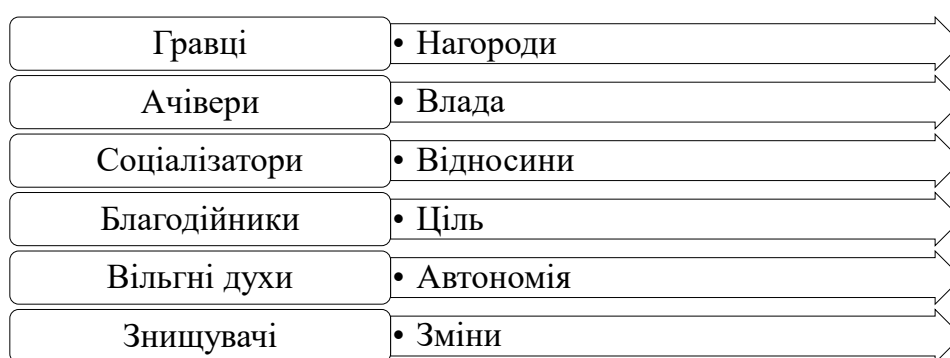 Гравці • Нагороди
Ачівери • Влада
Соціалізатори • Відносини
Благодійники • Ціль
Вільгні духи • Автономія
Знищувачі • Зміни